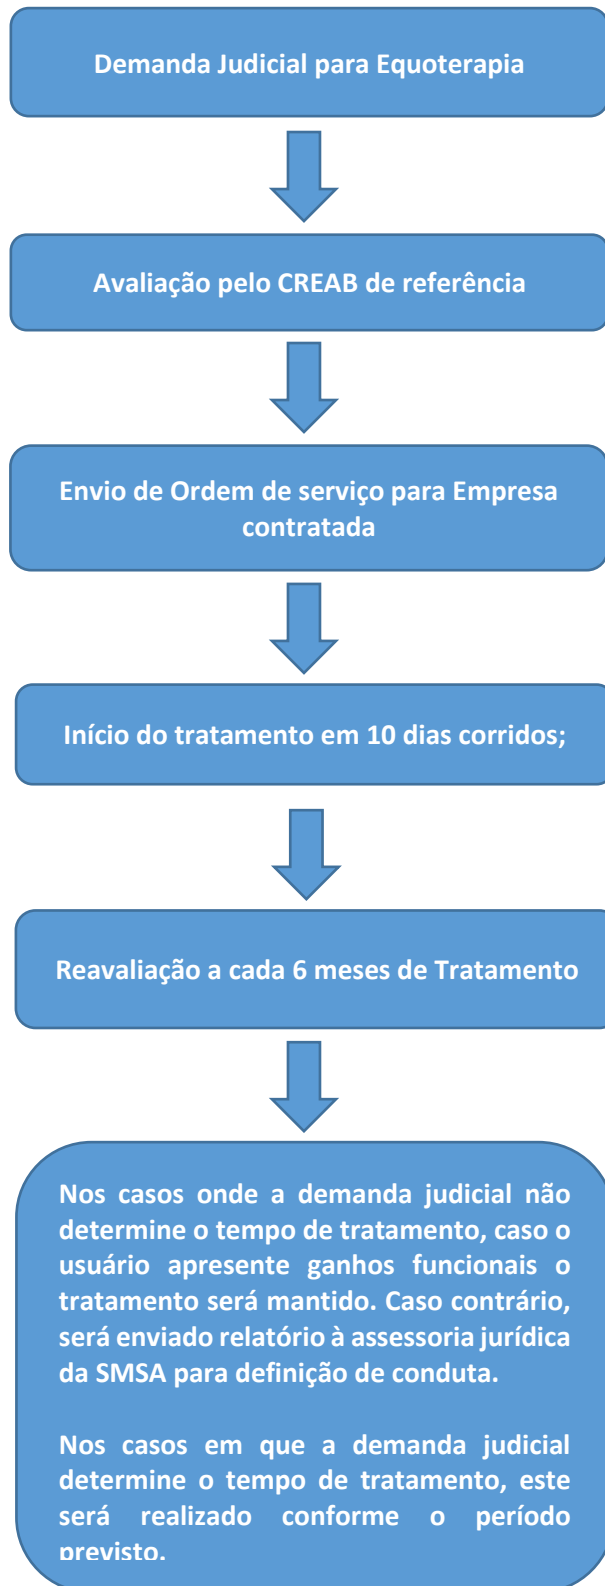 Demanda Judicial para Equoterapia
Avaliação pelo CREAB de referência
Envio de Ordem de serviço para Empresa
contratada
Início do tratamento em 10 dias corridos;
Reavaliação a cada 6 meses de Tratamento
Nos casos onde a demanda judicial não
determine o tempo de tratamento, caso o
usuário apresente ganhos funcionais o
tratamento será mantido. Caso contrário,
será enviado relatório à assessoria jurídica
da SMSA para definição de conduta.
Nos casos em que a demanda judicial
determine o tempo de tratamento, este
será realizado conforme o período
previsto.